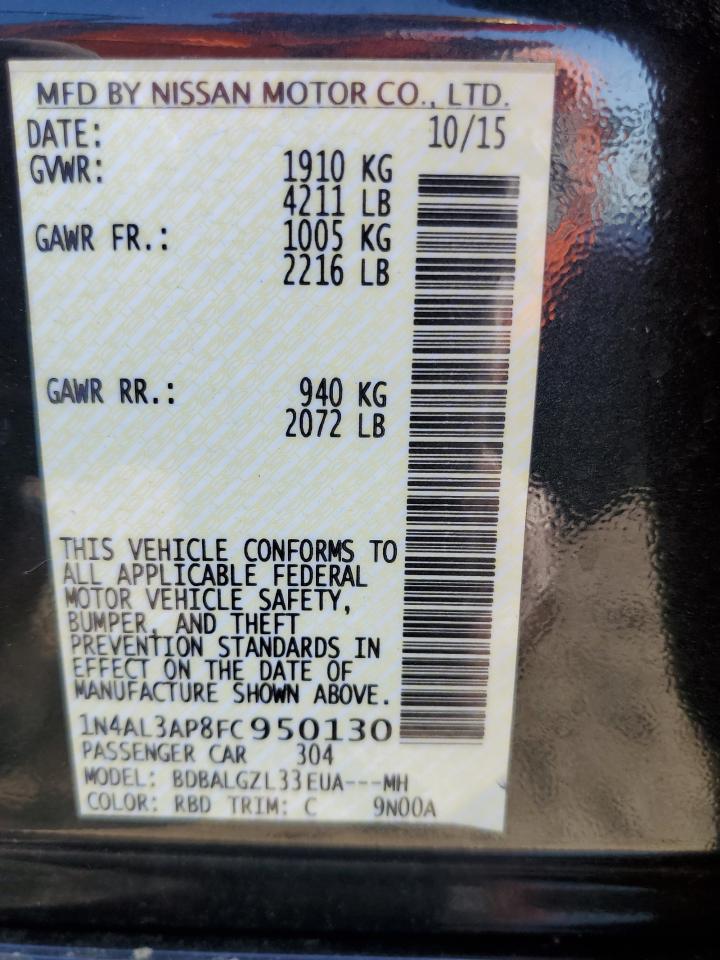 MFD BY NISSAN MOTOR CO., LTD.
DATE: 10/15
GVWR: 1910 KG
4211 LB
GAWR FR.: 1005 KG
2216 LB
GAWR RR.: 940 KG
2072 LB
THIS VEHICLE CONFORMS TO
ALL APPLICABLE FEDERAL
MOTOR VEHICLE SAFETY,
BUMPER, AND THEFT
PREVENTION STANDARDS IN
EFFECT ON THE DATE OF
MANUFACTURE SHOWN ABOVE.
1N4AL3AP8FC950130
PASSENGER CAR 304
MODEL: BDBALGZL33EUA---MH
COLOR: RBD TRIM: C 9N00A